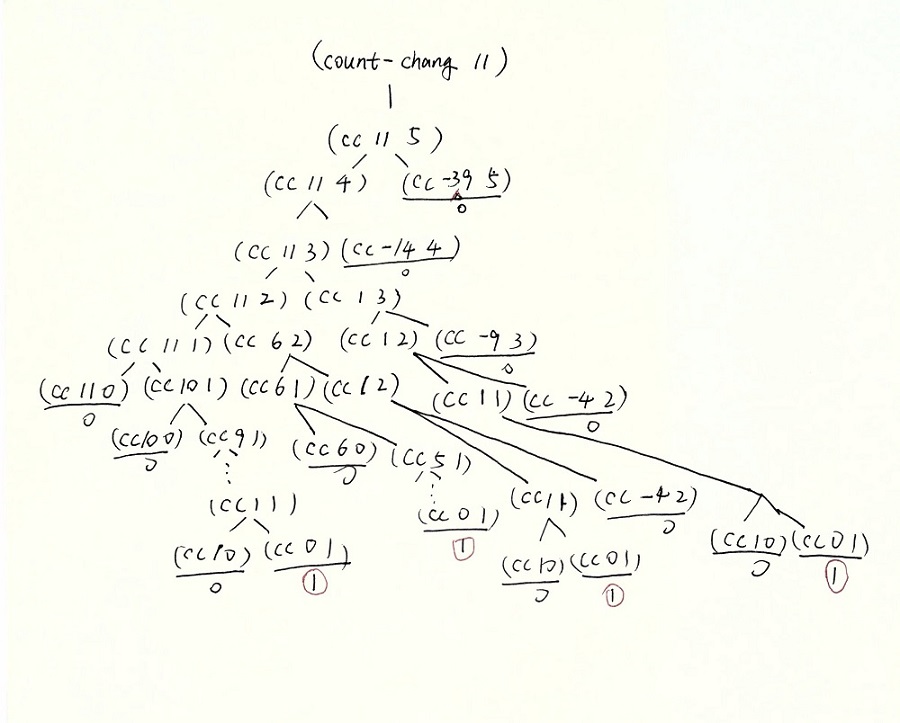 (count-chang 11)
(cc 11 5)
(cc 11 4) (cc -39 5)
0
(cc 11 3) (cc -14 4)
0
(cc 11 2) (cc 1 3)
(cc 11 1) (cc 6 2) (cc 1 2) (cc -9 3)
0
(cc 11 0) (cc 10 1) (cc 6 1) (cc 1 2) (cc 1 1) (cc -4 2)
0 0
(cc 10 0) (cc 9 1) (cc 6 0) (cc 5 1)
0 0
(cc 1 1) (cc 0 1) (cc 1 1) (cc -4 2)
1 0
(cc 1 0) (cc 0 1) (cc 1 0) (cc 0 1) (cc 1 0) (cc 0 1)
0 1 0 1 0 1